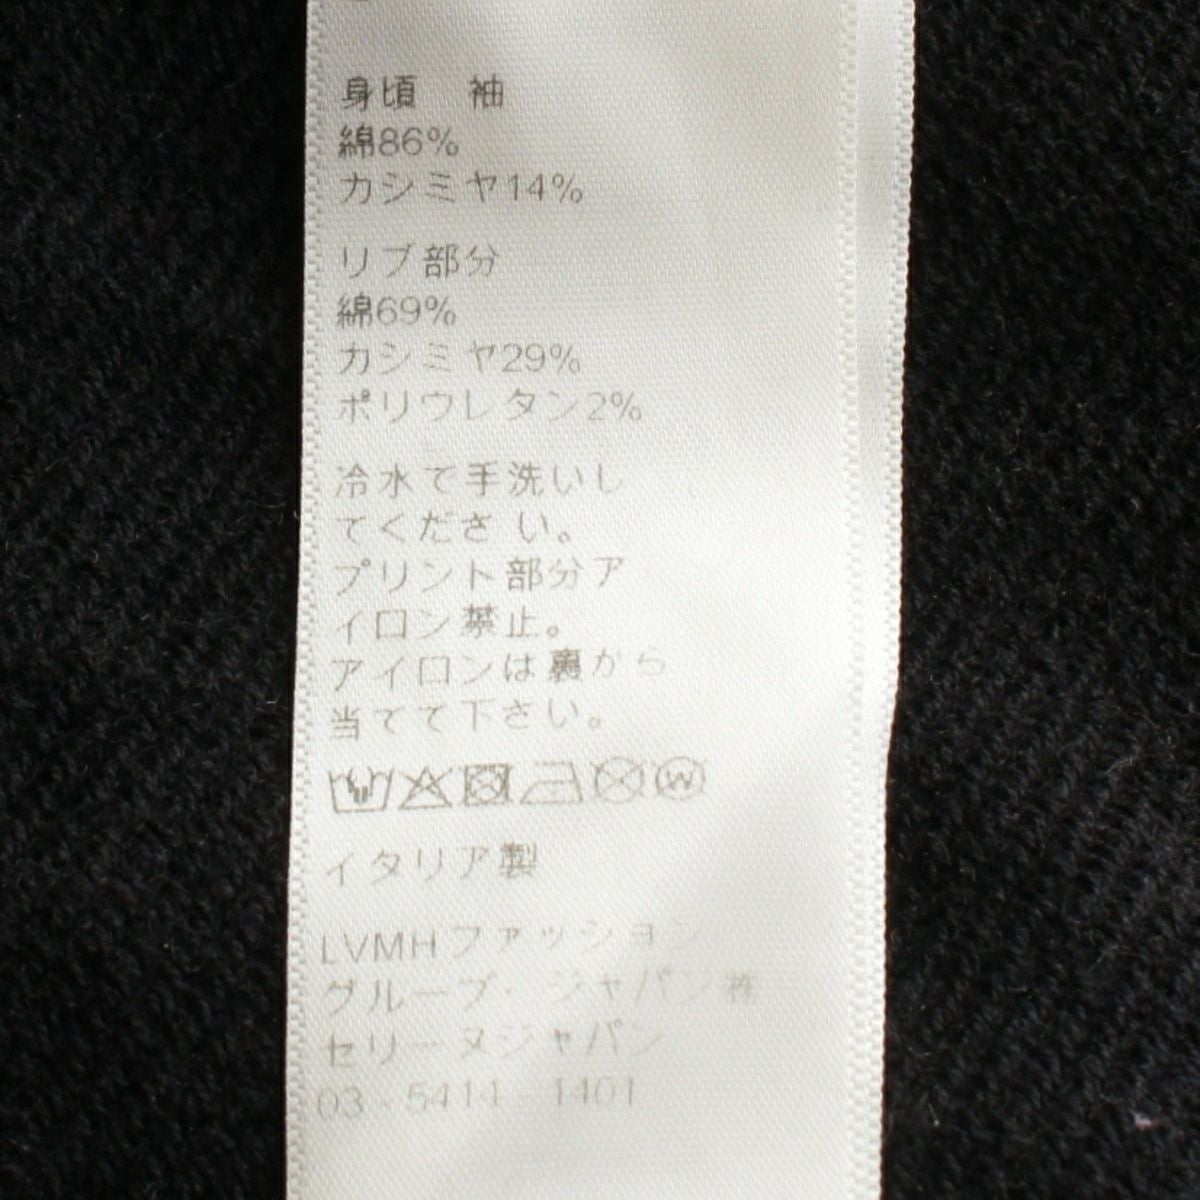 身頃　袖
綿86%
カシミヤ14%
リブ部分
綿69%
カシミヤ29%
ポリウレタン2%
冷水で手洗いし
てください。
プリント部分ア
イロン禁止。
アイロンは裏から
当てて下さい。
W
イタリア製
LVMHファッション
グループ・ジャパン㈱
セリーヌジャパン
03-5414 1401